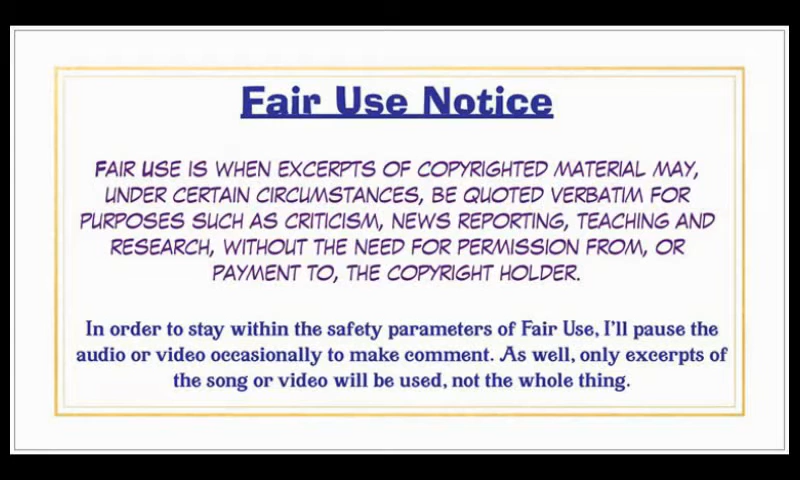 Fair Use Notice
FAIR USE IS WHEN EXCERPTS OF COPYRIGHTED MATERIAL MAY,
UNDER CERTAIN CIRCUMSTANCES, BE QUOTED VERBATIM FOR
PURPOSES SUCH AS CRITICISM, NEWS REPORTING, TEACHING AND
RESEARCH, WITHOUT THE NEED FOR PERMISSION FROM, OR
PAYMENT TO, THE COPYRIGHT HOLDER.
In order to stay within the safety parameters of Fair Use, I'll pause the
audio or video occasionally to make comment. As well, only excerpts of
the song or video will be used, not the whole thing.